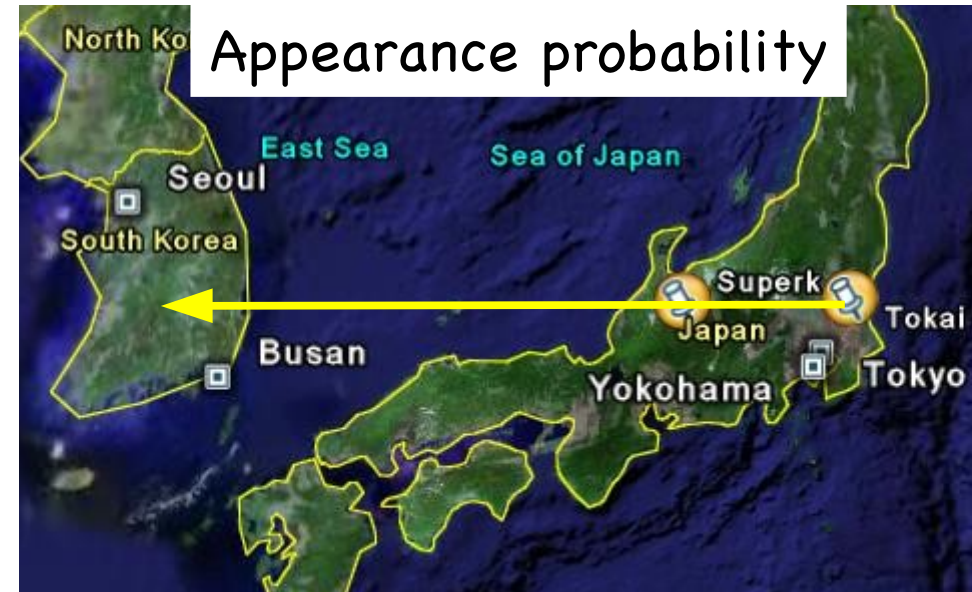 North Ko
Appearance probability
East Sea
Sea of Japan
Seoul
South Korea
Superk
Tokai
Japan
Busan
Yokohama
Tokyo